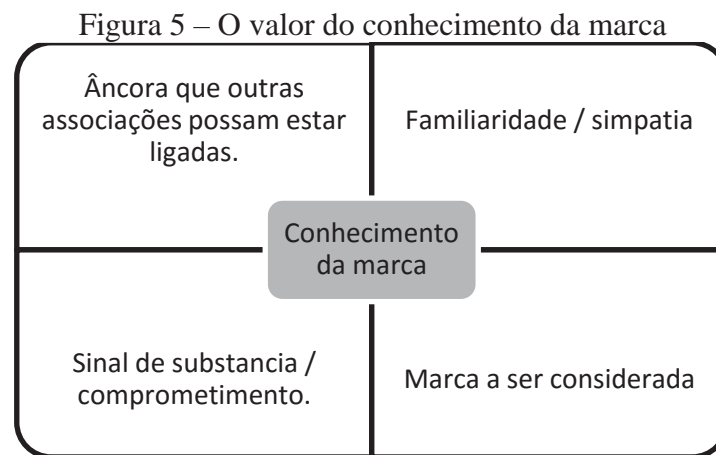 Figura 5 – O valor do conhecimento da marca
Âncora que outras
associações possam estar
ligadas.
Familiaridade / simpatia
Conhecimento
da marca
Sinal de substancia /
comprometimento.
Marca a ser considerada